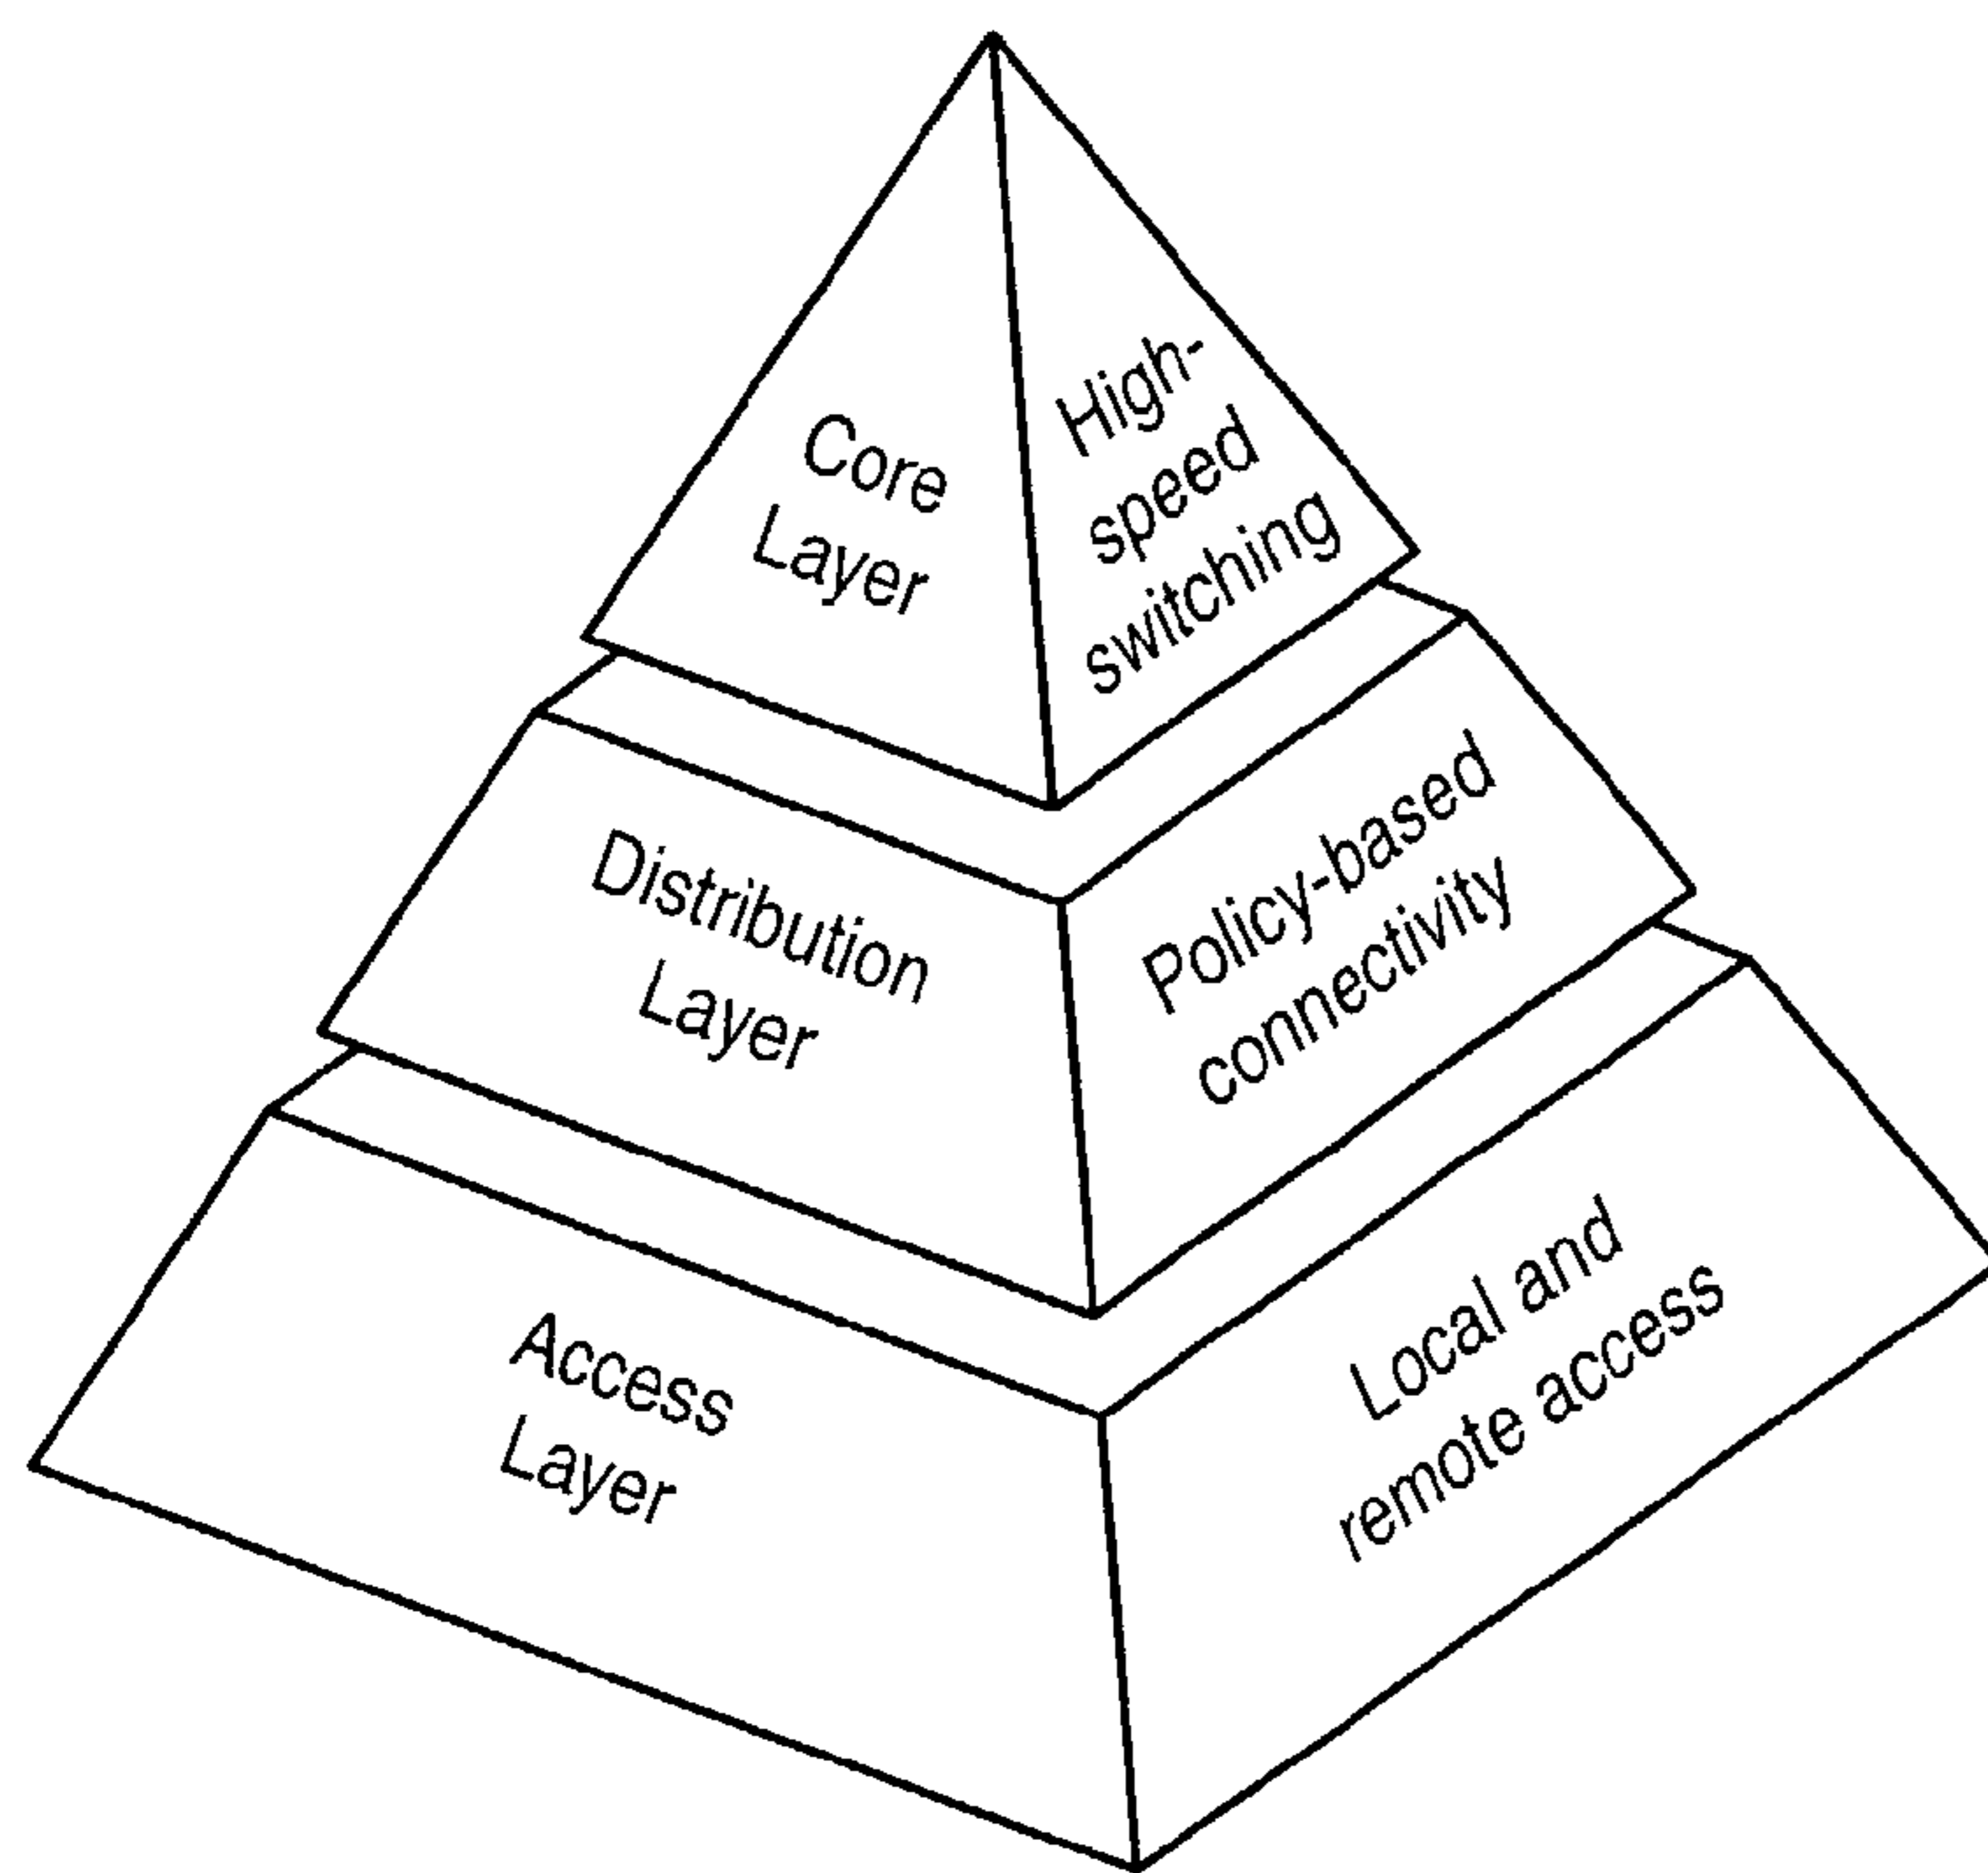 Core
Layer
High-
speed
switching
Distribution
Layer
Policy-based
connectivity
Access
Layer
Local and
remote access